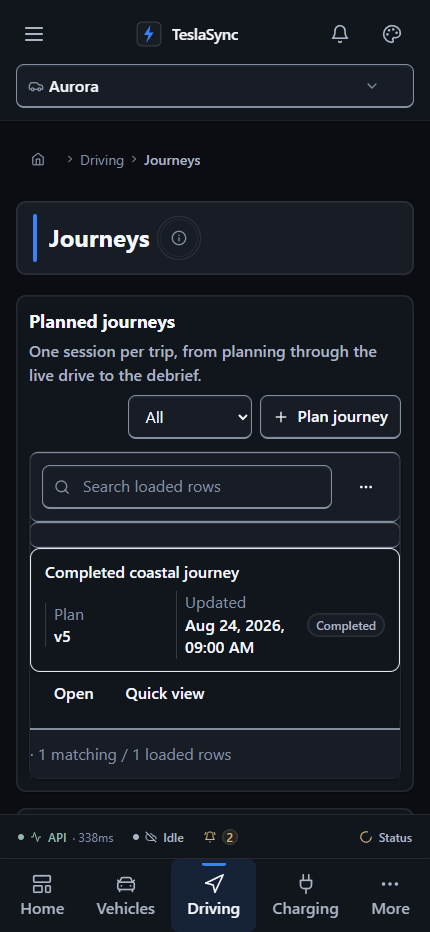 TeslaSync
Aurora
Driving
Journeys
Journeys
Planned journeys
One session per trip, from planning through the
live drive to the debrief.
All
Plan journey
Search loaded rows
Completed coastal journey
Plan
v5
Updated
Aug 24, 2026,
09:00 AM
Completed
Open
Quick view
· 1 matching / 1 loaded rows
API · 338ms
Idle
2
Status
Home
Vehicles
Driving
Charging
More